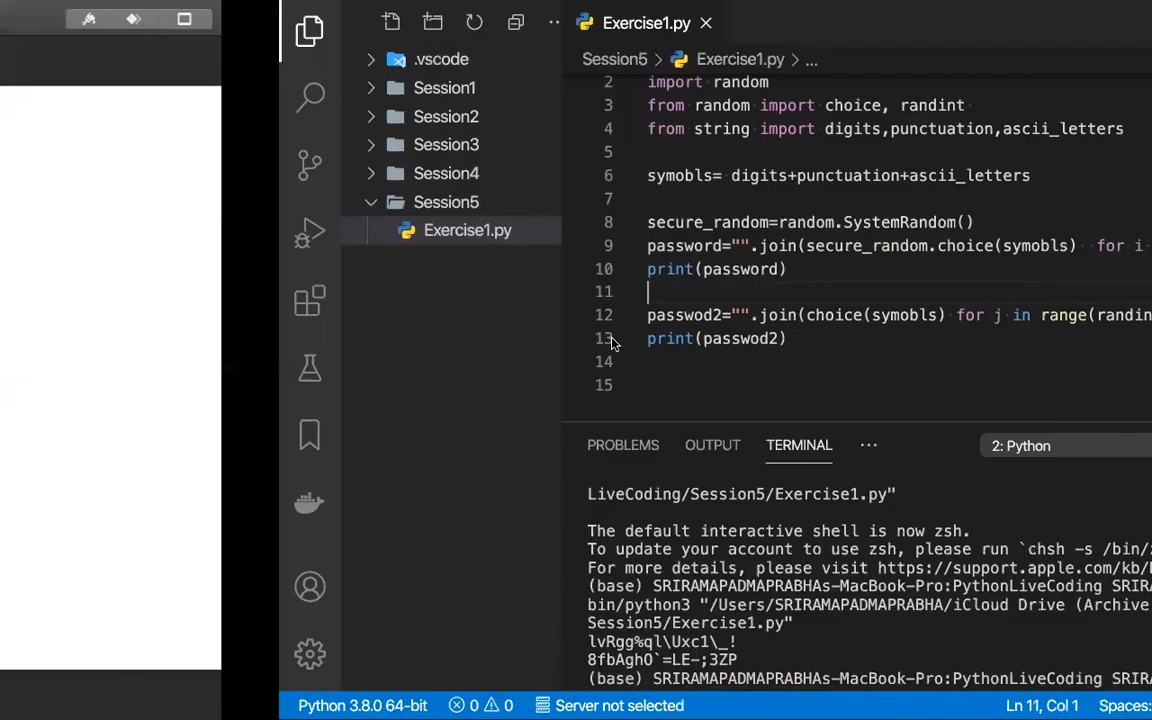 Exercise1.py
Session5 > Exercise1.py > ...
.vscode
Session1
Session2
Session3
Session4
Session5
Exercise1.py
2 import random
3 from random import choice, randint
4 from string import digits,punctuation,ascii_letters
5
6 symobls= digits+punctuation+ascii_letters
7
8 secure_random=random.SystemRandom()
9 password="".join(secure_random.choice(symobls) for i
10 print(password)
11
12 passwod2="".join(choice(symobls) for j in range(randin
13 print(passwod2)
14
15
PROBLEMS OUTPUT TERMINAL ... 2: Python
LiveCoding/Session5/Exercise1.py"
The default interactive shell is now zsh.
To update your account to use zsh, please run `chsh -s /bin/
For more details, please visit https://support.apple.com/kb/
(base) SRIRAMAPADMAPRABHAs-MacBook-Pro:PythonLiveCoding SRIR
bin/python3 "/Users/SRIRAMAPADMAPRABHA/iCloud Drive (Archive
Session5/Exercise1.py"
lvRgg%ql\Uxc1\_!
8fbAghO`=LE-;3ZP
(base) SRIRAMAPADMAPRABHAs-MacBook-Pro:PythonLiveCoding SRIR
Python 3.8.0 64-bit 0 0 Server not selected Ln 11, Col 1 Spaces: